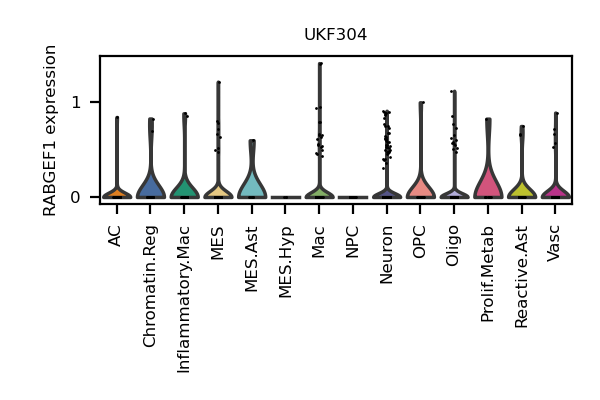 UKF304
RABGEF1 expression
1
0
AC
Chromatin.Reg
Inflammatory.Mac
MES
MES.Ast
MES.Hyp
Mac
NPC
Neuron
OPC
Oligo
Prolif.Metab
Reactive.Ast
Vasc